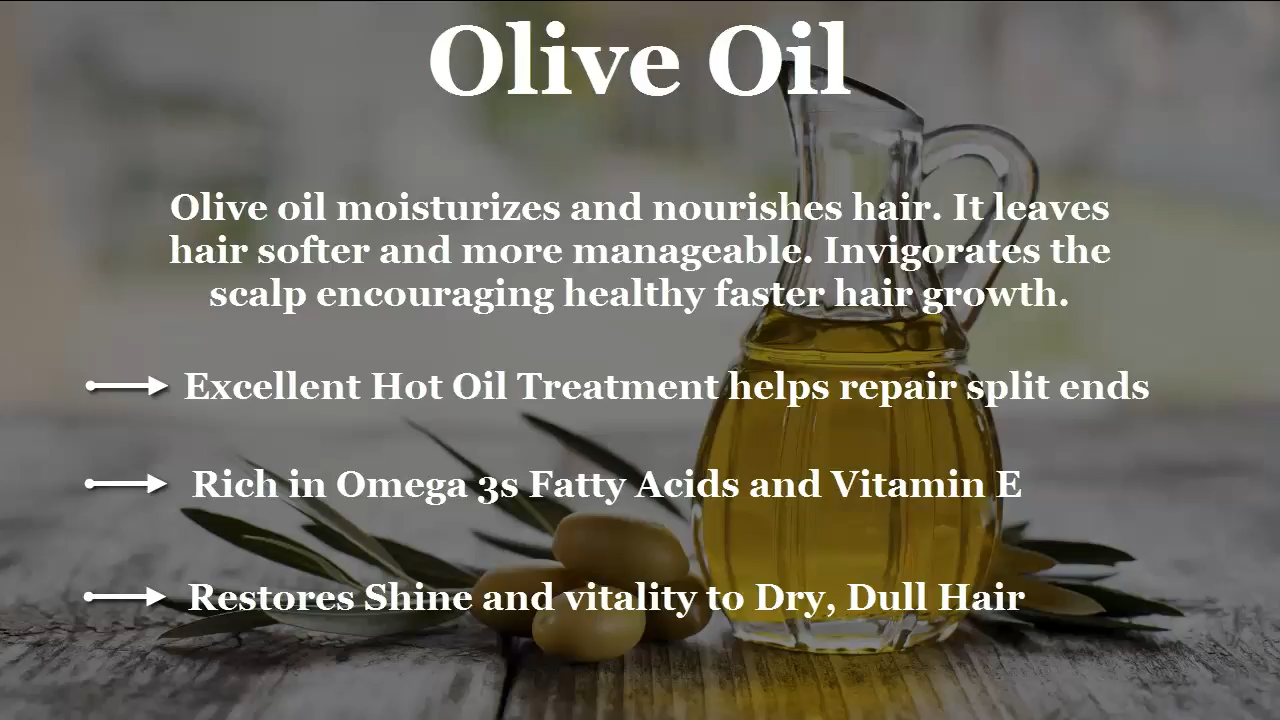 Olive Oil
Olive oil moisturizes and nourishes hair. It leaves
hair softer and more manageable. Invigorates the
scalp encouraging healthy faster hair growth.
Excellent Hot Oil Treatment helps repair split ends
Rich in Omega 3s Fatty Acids and Vitamin E
Restores Shine and vitality to Dry, Dull Hair